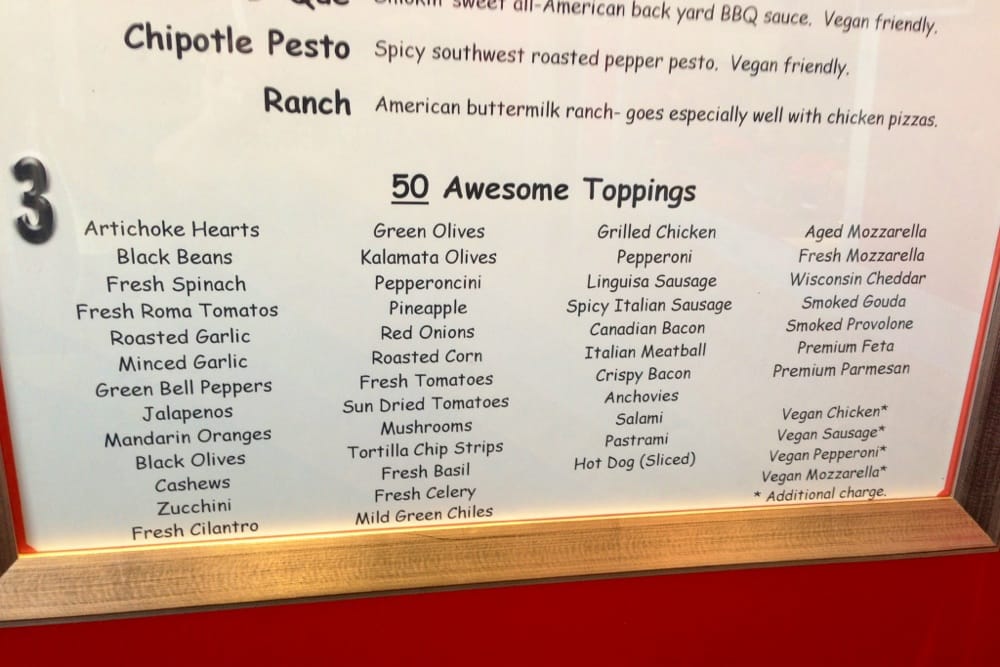 sweet all-American back yard BBQ sauce. Vegan friendly.
Chipotle Pesto Spicy southwest roasted pepper pesto. Vegan friendly.
Ranch American buttermilk ranch- goes especially well with chicken pizzas.
3
50 Awesome Toppings
Artichoke Hearts
Black Beans
Fresh Spinach
Fresh Roma Tomatos
Roasted Garlic
Minced Garlic
Green Bell Peppers
Jalapenos
Mandarin Oranges
Black Olives
Cashews
Zucchini
Fresh Cilantro
Green Olives
Kalamata Olives
Pepperoncini
Pineapple
Red Onions
Roasted Corn
Fresh Tomatoes
Sun Dried Tomatoes
Mushrooms
Tortilla Chip Strips
Fresh Basil
Fresh Celery
Mild Green Chiles
Grilled Chicken
Pepperoni
Linguisa Sausage
Spicy Italian Sausage
Canadian Bacon
Italian Meatball
Crispy Bacon
Anchovies
Salami
Pastrami
Hot Dog (Sliced)
Aged Mozzarella
Fresh Mozzarella
Wisconsin Cheddar
Smoked Gouda
Smoked Provolone
Premium Feta
Premium Parmesan
Vegan Chicken*
Vegan Sausage*
Vegan Pepperoni*
Vegan Mozzarella*
* Additional charge.